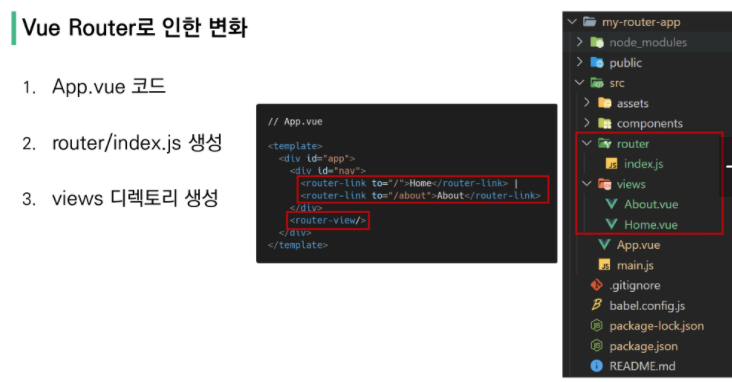 Vue Router로 인한 변화
1. App.vue 코드
2. router/index.js 생성
3. views 디렉토리 생성
// App.vue
<template>
<div id="app">
<div id="nav">
<router-link to="/">Home</router-link> |
<router-link to="/about">About</router-link>
</div>
<router-view/>
</div>
</template>
my-router-app
node_modules
public
src
assets
components
router
JS index.js
views
About.vue
Home.vue
App.vue
JS main.js
.gitignore
babel.config.js
package-lock.json
package.json
README.md